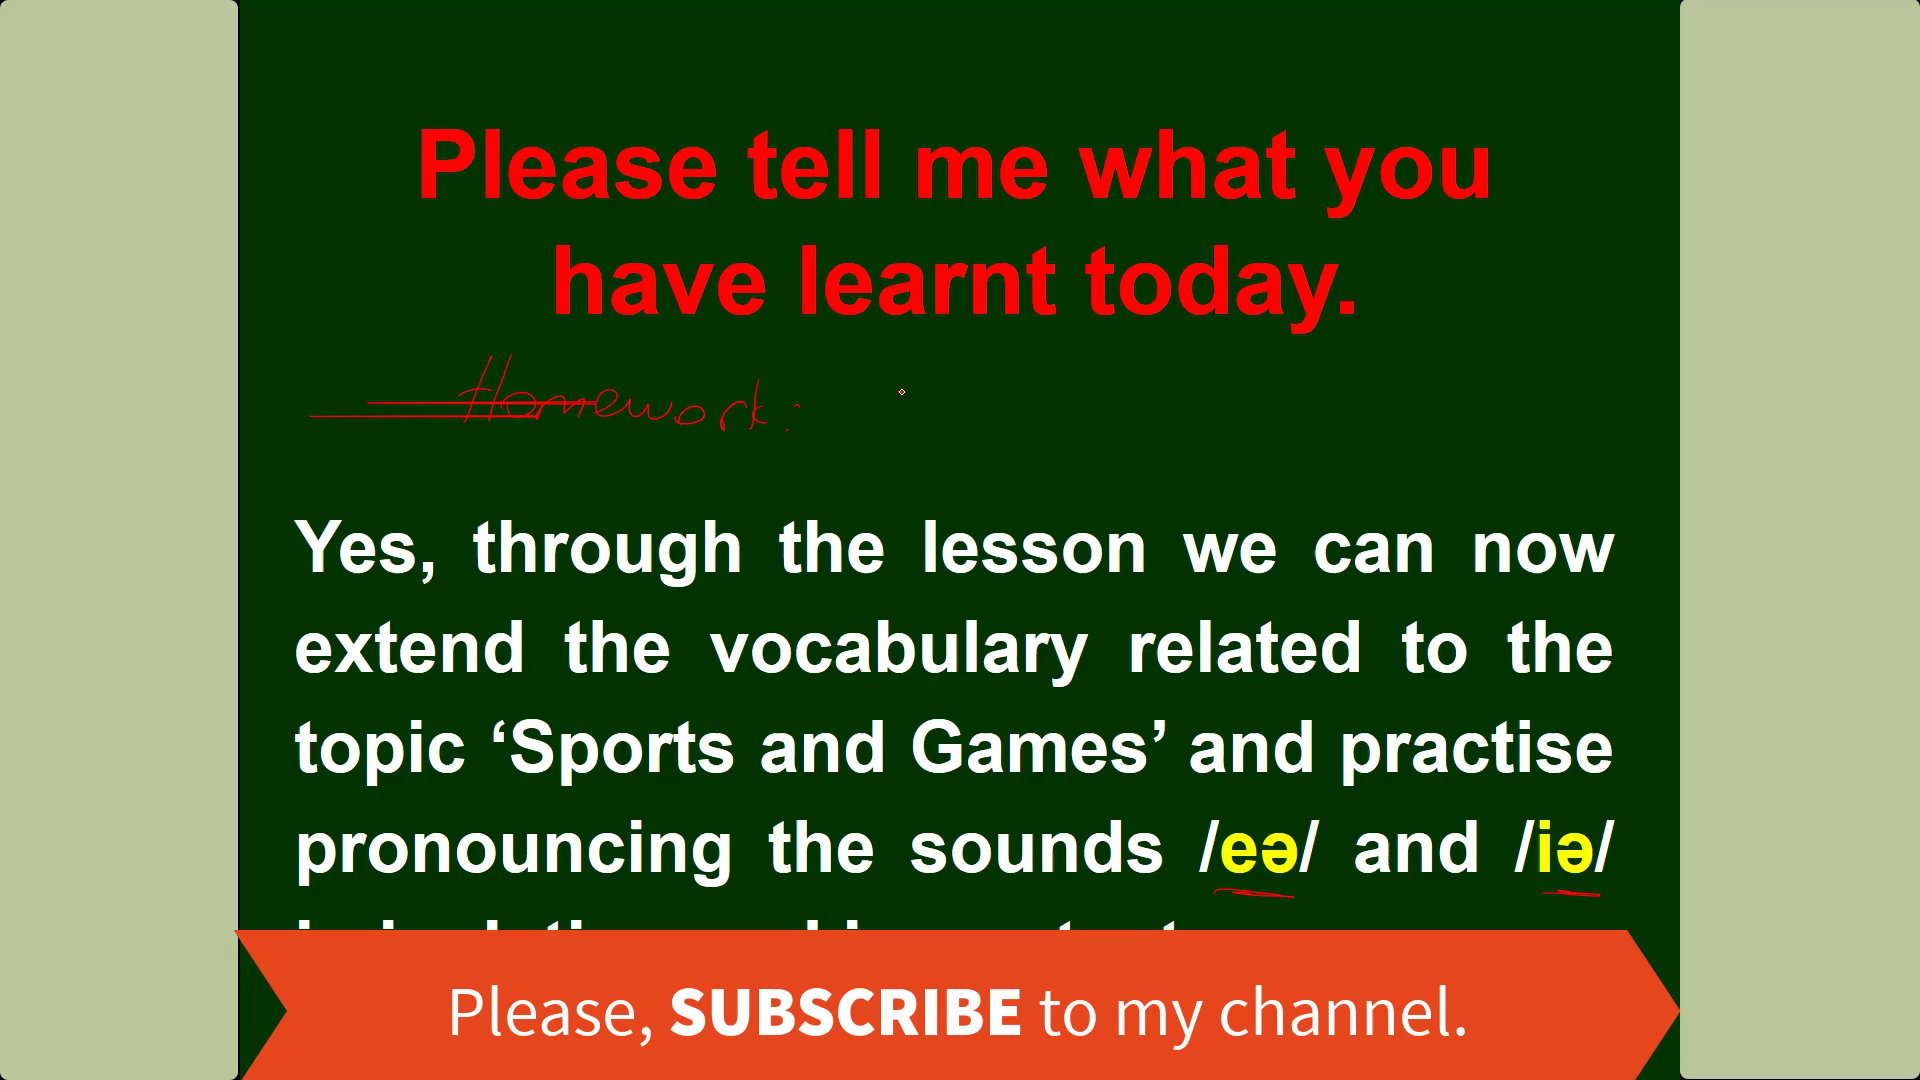 Please tell me what you
have learnt today.
Homework:
Yes, through the lesson we can now
extend the vocabulary related to the
topic ‘Sports and Games’ and practise
pronouncing the sounds /eə/ and /iə/
Please, SUBSCRIBE to my channel.